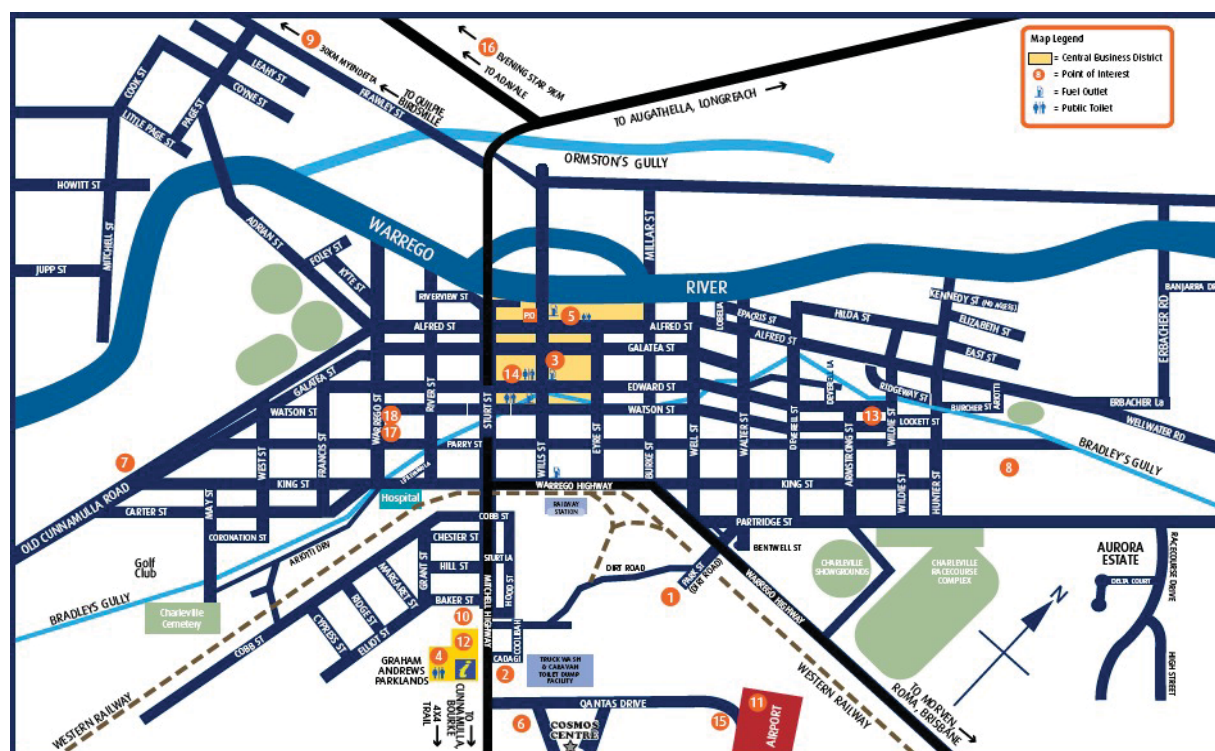 Map Legend
= Central Business District
8 = Point of Interest
= Fuel Outlet
= Public Toilet
9
30KM MYENDETTA
16
EVENING STAR 9KM
TO ADAVALE
TO QUILPIE,
BIRDSVILLE
TO AUGATHELLA, LONGREACH
LEAHY ST
COOK ST
COYNE ST
PAGE ST
LITTLE PAGE ST
FRAWLEY ST
ORMSTON'S GULLY
HOWITT ST
MITCHELL ST
JUPP ST
ADRIAN ST
FOLEY ST
KYTE ST
WARREGO
RIVER
MILLAR ST
RIVERVIEW ST
PO
5
ALFRED ST
ALFRED ST
LOBELIA
EPACRIS ST
ALFRED ST
HILDA ST
KENNEDY ST (NO ACCESS)
ELIZABETH ST
EAST ST
BANJARRA DR
ERBACHER RD
GALATEA ST
GALATEA ST
3
14
EDWARD ST
WATSON ST
WATSON ST
18
17
WARREGO ST
RIVER ST
STURT ST
DEVERELL LA
RIDGEWAY ST
BURCHER ST
ARIOTTI
ERBACHER La
WELLWATER RD
13
LOCKETT ST
BRADLEY'S GULLY
7
WEST ST
FRANCIS ST
PARRY ST
WILLS ST
EYRE ST
BURKE ST
WELL ST
WALTER ST
DEVEREIL ST
ARMSTRONG ST
WILDIE ST
WILDIE ST
HUNTER ST
8
KING ST
Hospital
WARREGO HIGHWAY
KING ST
OLD CUNNAMULLA ROAD
CARTER ST
MAY ST
CORONATION ST
RAILWAY
STATION
COBB ST
PARTRIDGE ST
ARIOTTI DRV
CHESTER ST
STURT LA
GRANT ST
HILL ST
HOOD ST
MARGARET ST
BAKER ST
RIDGE ST
CYPRESS ST
ELLIOT ST
COBB ST
Golf
Club
BRADLEYS GULLY
Charleville
Cemetery
DIRT ROAD
PARK ST
(DIRT ROAD)
1
BENTWELL ST
CHARLEVILLE
SHOWGROUNDS
CHARLEVILLE
RACECOURSE
COMPLEX
AURORA
ESTATE
RACECOURSE DRIVE
DELTA COURT
HIGH STREET
N
WARREGO HIGHWAY
MITCHELL HIGHWAY
10
12
4
GRAHAM
ANDREWS
PARKLANDS
COOLIBAH
CADAGI
2
TRUCK WASH
& CARAVAN
TOILET DUMP
FACILITY
WESTERN RAILWAY
TO
CUNNAMULLA,
BOURKE
4X4
TRAIL
QANTAS DRIVE
6
COSMOS
CENTRE
15
11
AIRPORT
WESTERN RAILWAY
TO MORVEN,
ROMA, BRISBANE